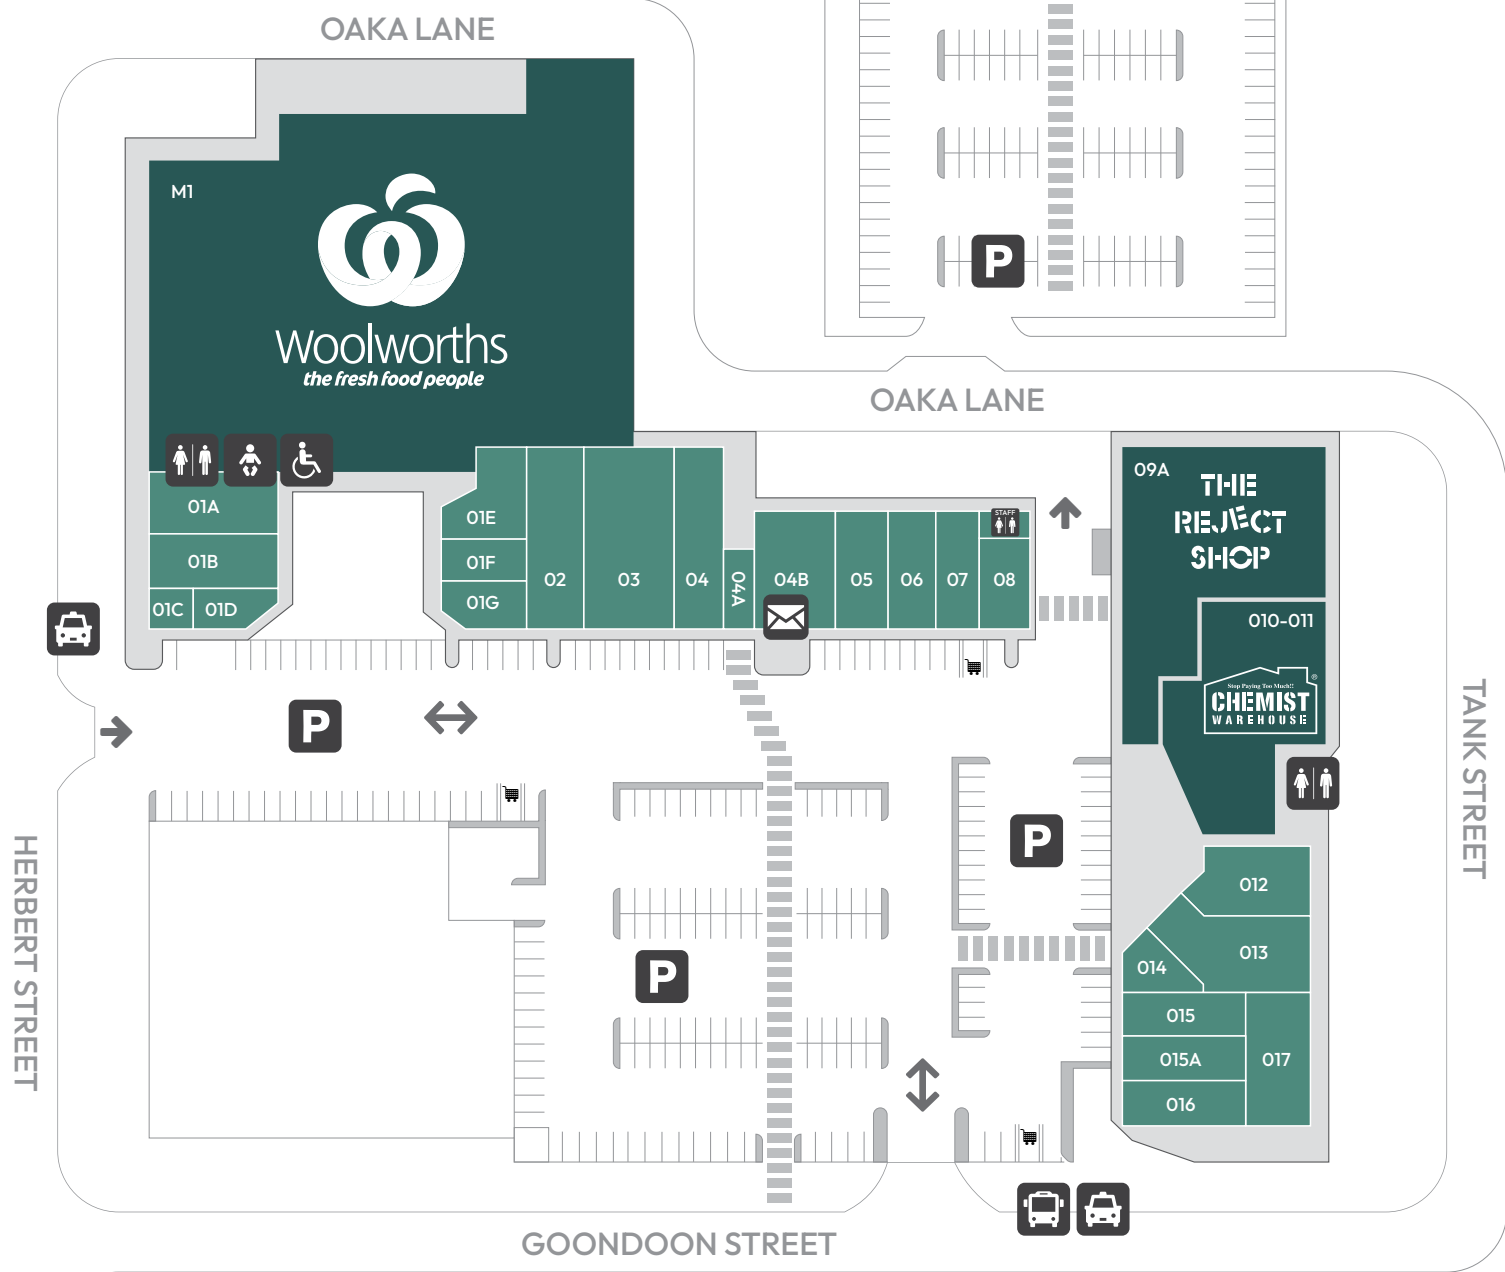 OAKA LANE
M1
Woolworths
the fresh food people
P
OAKA LANE
01A
01B
01C
01D
01E
01F
01G
02
03
04
04A
04B
05
06
07
STAFF
08
09A
THE
REJECT
SHOP
010-011
Stop Paying Too Much!!
®
CHEMIST
WAREHOUSE
P
P
P
012
013
014
015
015A
016
017
HERBERT STREET
TANK STREET
GOONDOON STREET